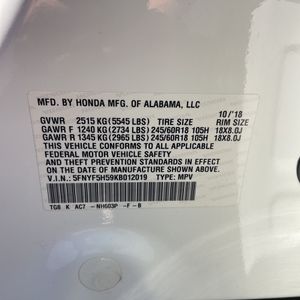 MFD. BY HONDA MFG. OF ALABAMA, LLC
10/'18
GVWR 2515 KG (5545 LBS) TIRE SIZE RIM SIZE
GAWR F 1240 KG (2734 LBS) 245/60R18 105H 18X8.0J
GAWR R 1345 KG (2965 LBS) 245/60R18 105H 18X8.0J
THIS VEHICLE CONFORMS TO ALL APPLICABLE
FEDERAL MOTOR VEHICLE SAFETY
AND THEFT PREVENTION STANDARDS IN EFFECT
ON THE DATE OF MANUFACTURE SHOWN ABOVE.
V.I.N.: 5FNYF5H59KB012019 TYPE: MPV
TG8 K AC7 -NH603P -F -B